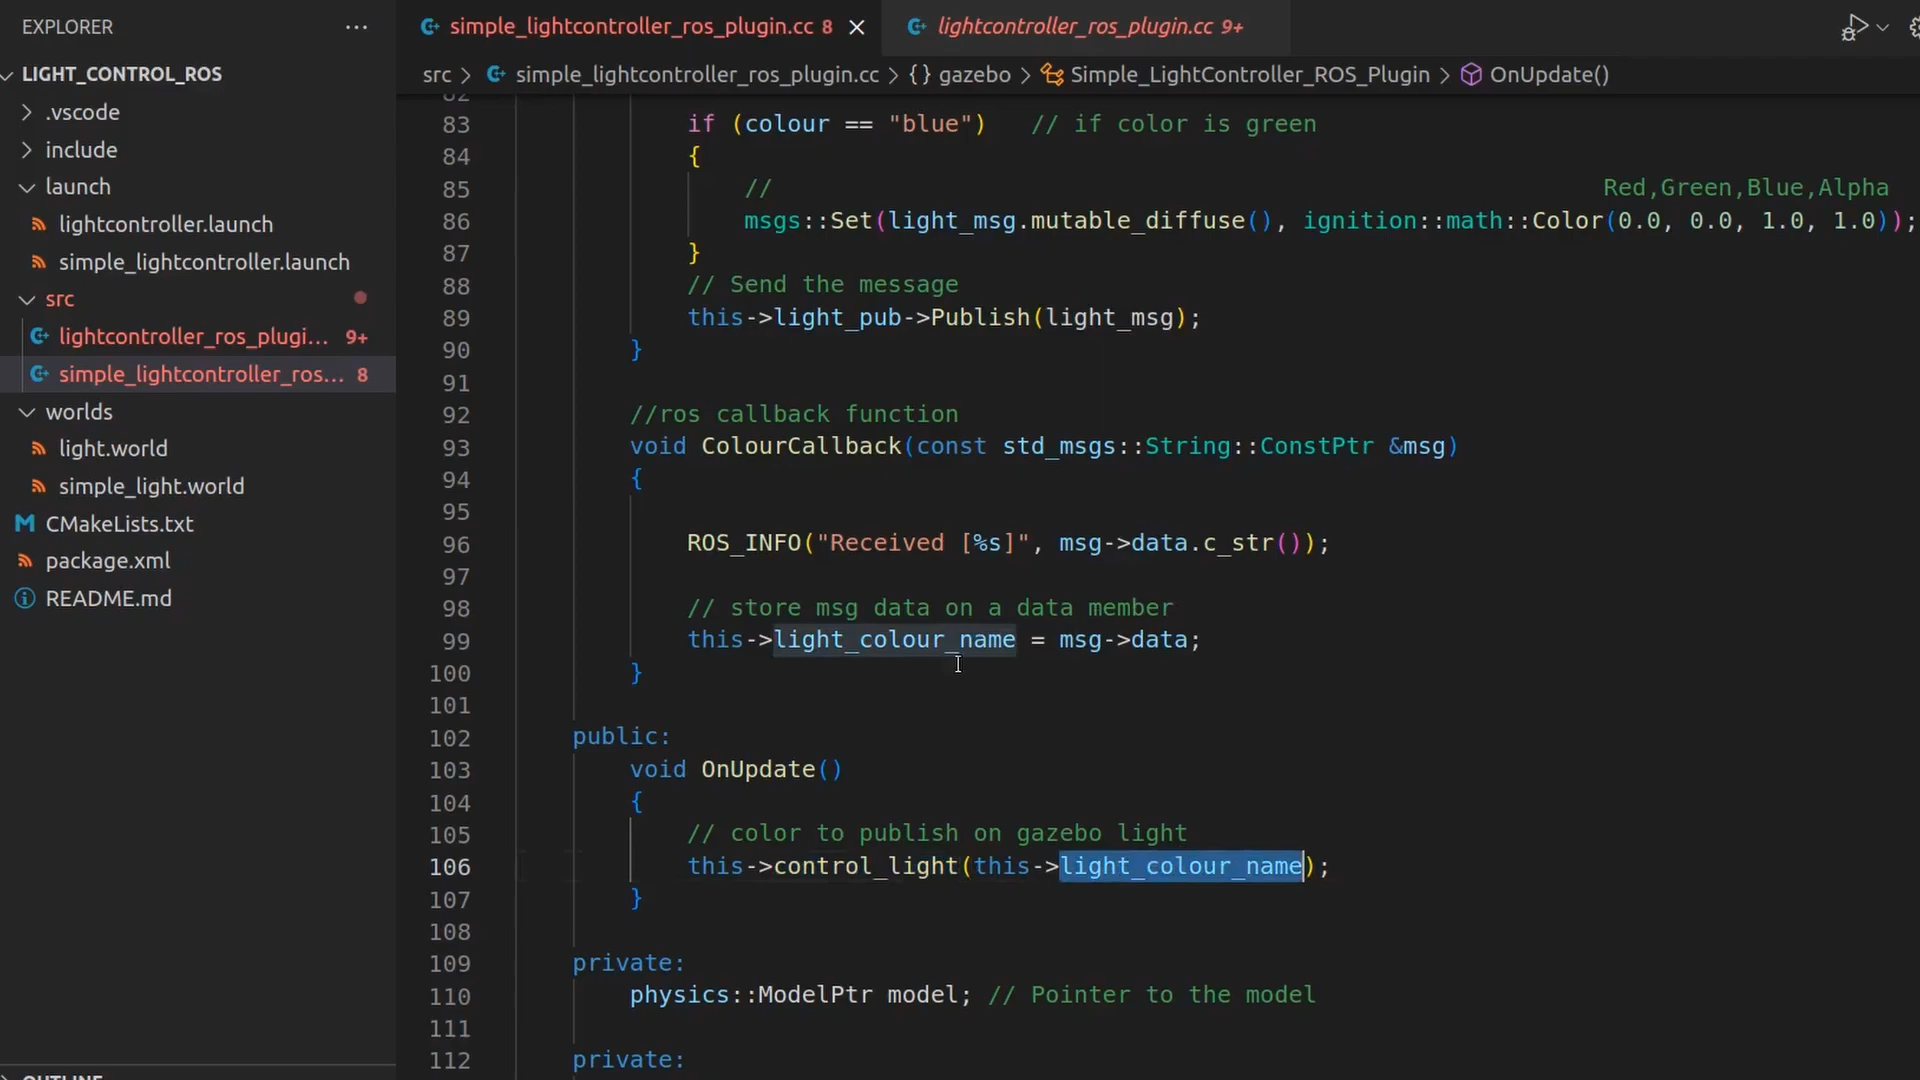 EXPLORER ···
LIGHT_CONTROL_ROS
.vscode
include
launch
lightcontroller.launch
simple_lightcontroller.launch
src
lightcontroller_ros_plugi... 9+
simple_lightcontroller_ros... 8
worlds
light.world
simple_light.world
CMakeLists.txt
package.xml
README.md
OUTLINE
simple_lightcontroller_ros_plugin.cc 8
lightcontroller_ros_plugin.cc 9+
src > simple_lightcontroller_ros_plugin.cc > {} gazebo > Simple_LightController_ROS_Plugin > OnUpdate()
82
83 if (colour == "blue") // if color is green
84 {
85 // Red,Green,Blue,Alpha
86 msgs::Set(light_msg.mutable_diffuse(), ignition::math::Color(0.0, 0.0, 1.0, 1.0));
87 }
88 // Send the message
89 this->light_pub->Publish(light_msg);
90 }
91
92 //ros callback function
93 void ColourCallback(const std_msgs::String::ConstPtr &msg)
94 {
95
96 ROS_INFO("Received [%s]", msg->data.c_str());
97
98 // store msg data on a data member
99 this->light_colour_name = msg->data;
100 }
101
102 public:
103 void OnUpdate()
104 {
105 // color to publish on gazebo light
106 this->control_light(this->light_colour_name);
107 }
108
109 private:
110 physics::ModelPtr model; // Pointer to the model
111
112 private: